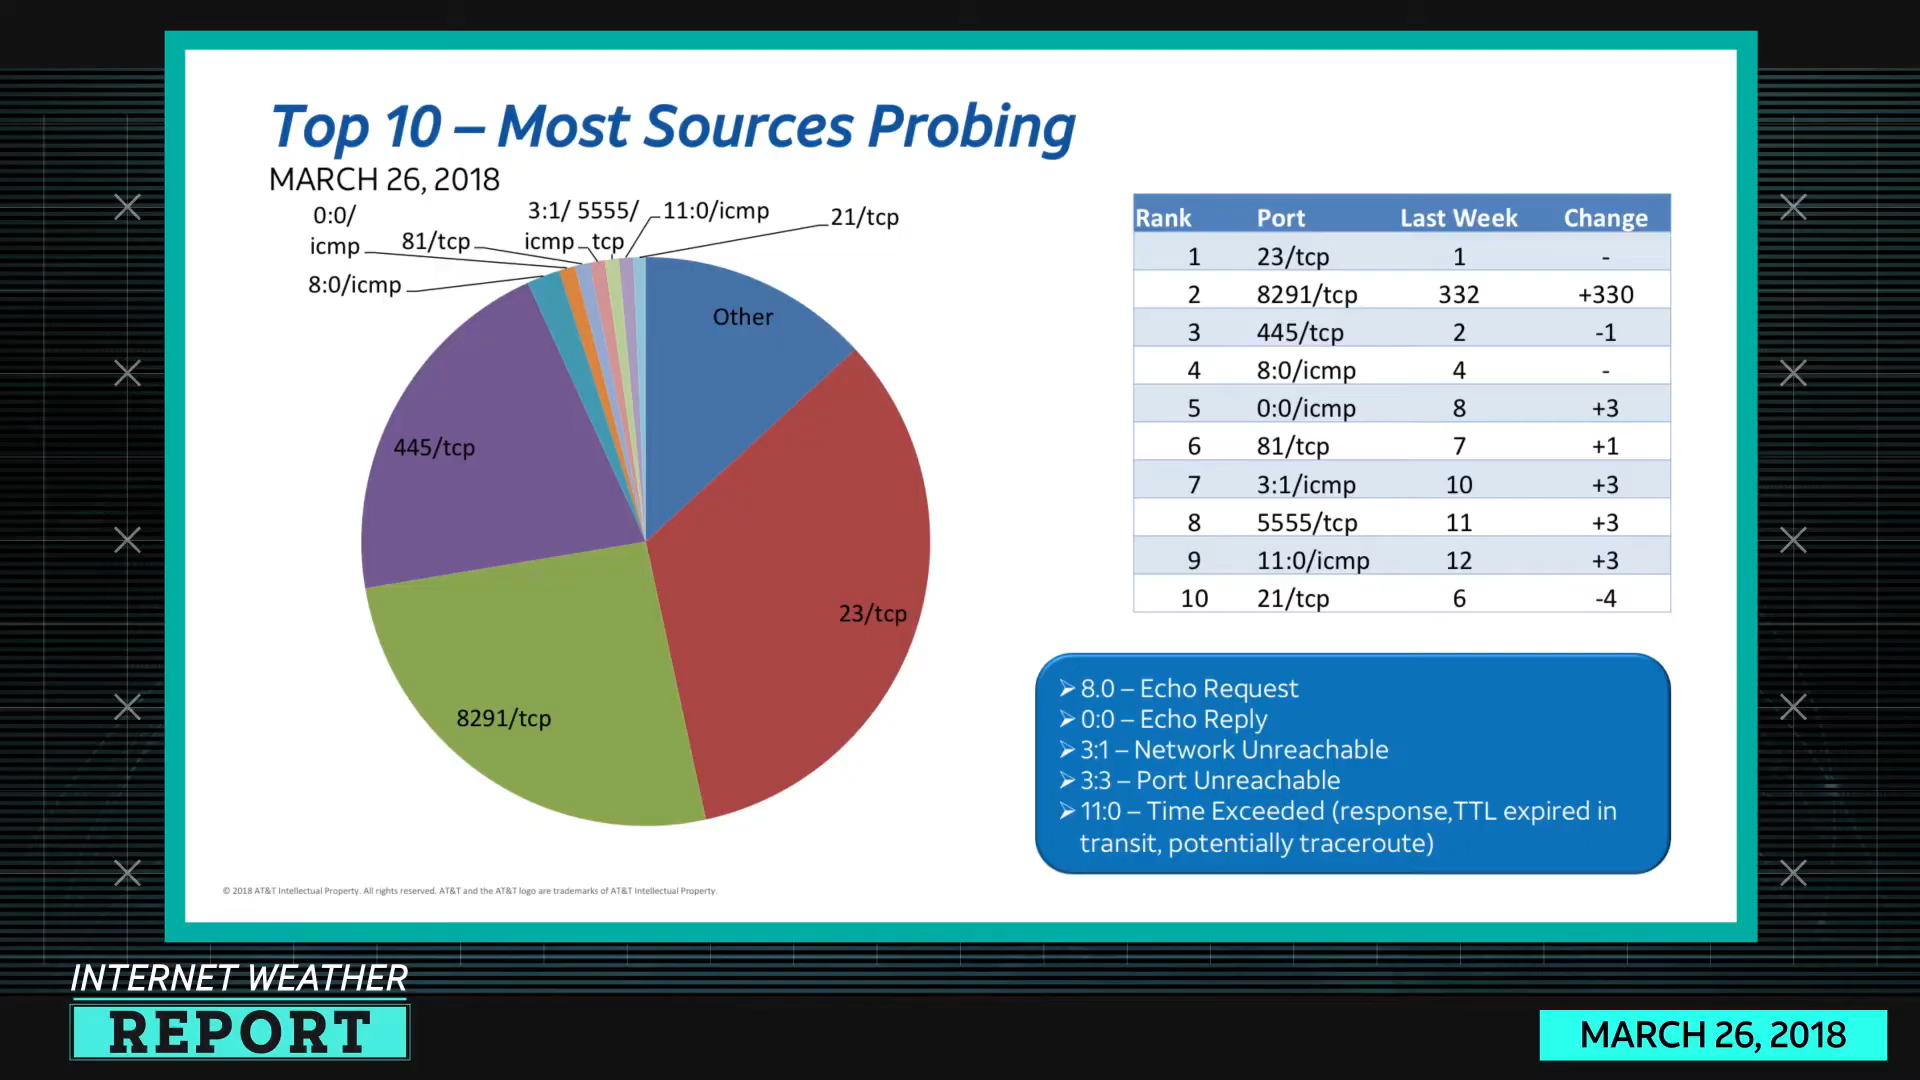 Top 10 – Most Sources Probing
MARCH 26, 2018
0:0/
icmp
81/tcp
8:0/icmp
3:1/
icmp
5555/
tcp
11:0/icmp
21/tcp
Other
445/tcp
23/tcp
8291/tcp
Rank Port Last Week Change
1 23/tcp 1 -
2 8291/tcp 332 +330
3 445/tcp 2 -1
4 8:0/icmp 4 -
5 0:0/icmp 8 +3
6 81/tcp 7 +1
7 3:1/icmp 10 +3
8 5555/tcp 11 +3
9 11:0/icmp 12 +3
10 21/tcp 6 -4
➢ 8.0 – Echo Request
➢ 0:0 – Echo Reply
➢ 3:1 – Network Unreachable
➢ 3:3 – Port Unreachable
➢ 11:0 – Time Exceeded (response,TTL expired in
transit, potentially traceroute)
© 2018 AT&T Intellectual Property. All rights reserved. AT&T and the AT&T logo are trademarks of AT&T Intellectual Property.
INTERNET WEATHER
REPORT
MARCH 26, 2018